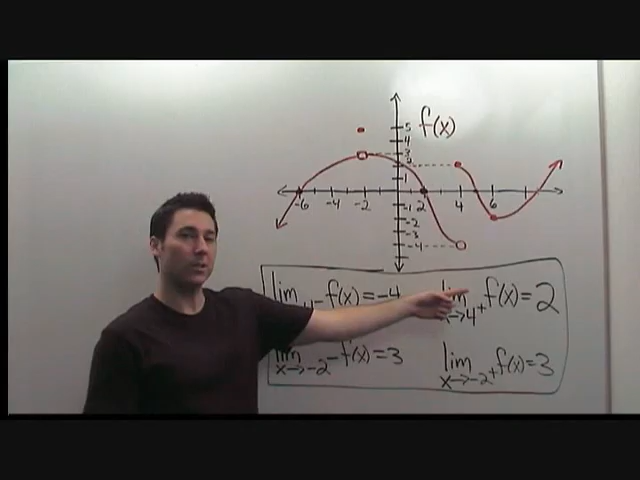 f(x)
5
4
3
2
1
-6 -4 -2 2 4 6
-1
-2
-3
-4
lim f(x) = -4
lim f(x) = 2
x→4+
lim f(x) = 3
x→-2-
lim f(x) = 3
x→-2+